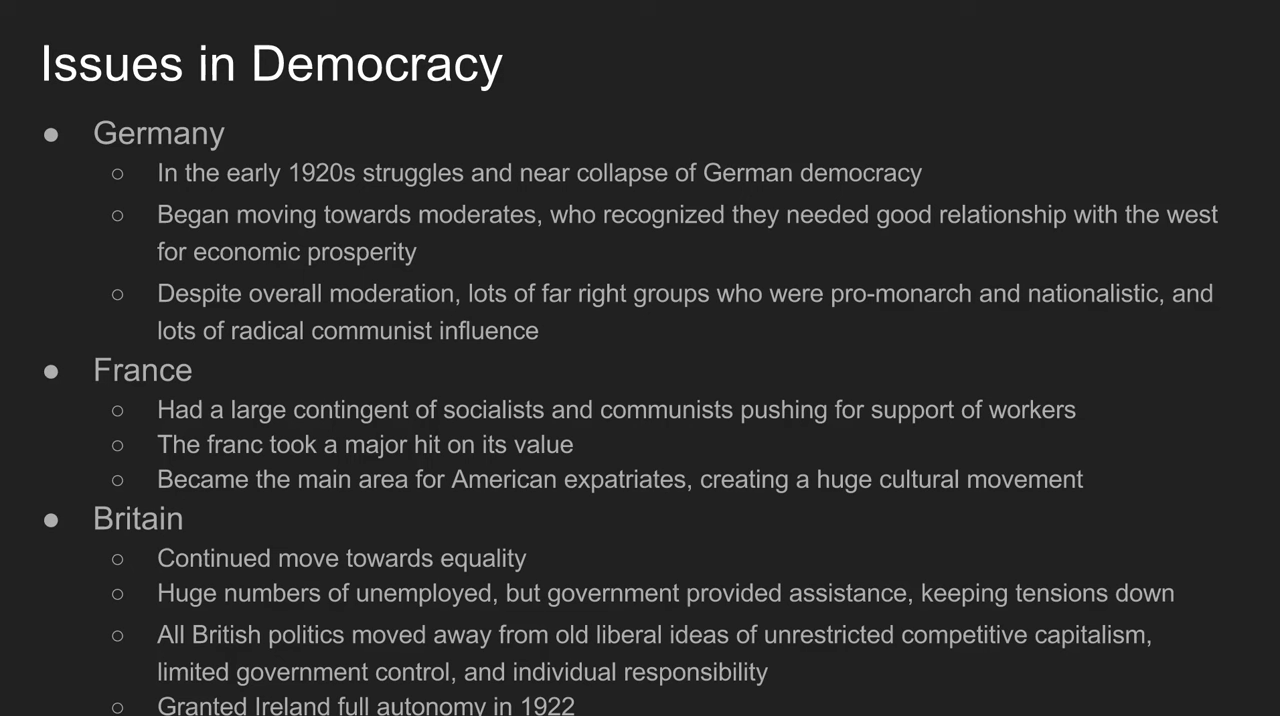 Issues in Democracy
● Germany
○ In the early 1920s struggles and near collapse of German democracy
○ Began moving towards moderates, who recognized they needed good relationship with the west
for economic prosperity
○ Despite overall moderation, lots of far right groups who were pro-monarch and nationalistic, and
lots of radical communist influence
● France
○ Had a large contingent of socialists and communists pushing for support of workers
○ The franc took a major hit on its value
○ Became the main area for American expatriates, creating a huge cultural movement
● Britain
○ Continued move towards equality
○ Huge numbers of unemployed, but government provided assistance, keeping tensions down
○ All British politics moved away from old liberal ideas of unrestricted competitive capitalism,
limited government control, and individual responsibility
○ Granted Ireland full autonomy in 1922